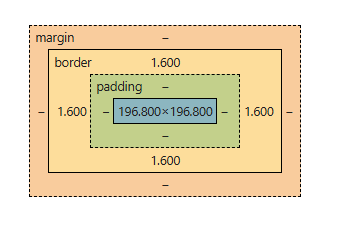 margin –
border 1.600
padding –
– 1.600 – 196.800×196.800 – 1.600 –
–
1.600
–